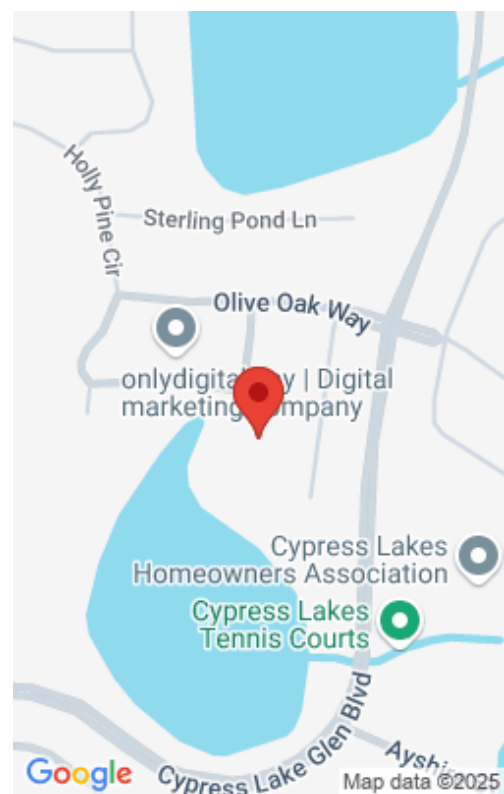 Holly Pine Cir
Sterling Pond Ln
Olive Oak Way
| Digital
marketing
Cypress Lakes
Homeowners Association
Cypress Lakes
Tennis Courts
Cypress Lake Glen Blvd
Google
Map data ©2025